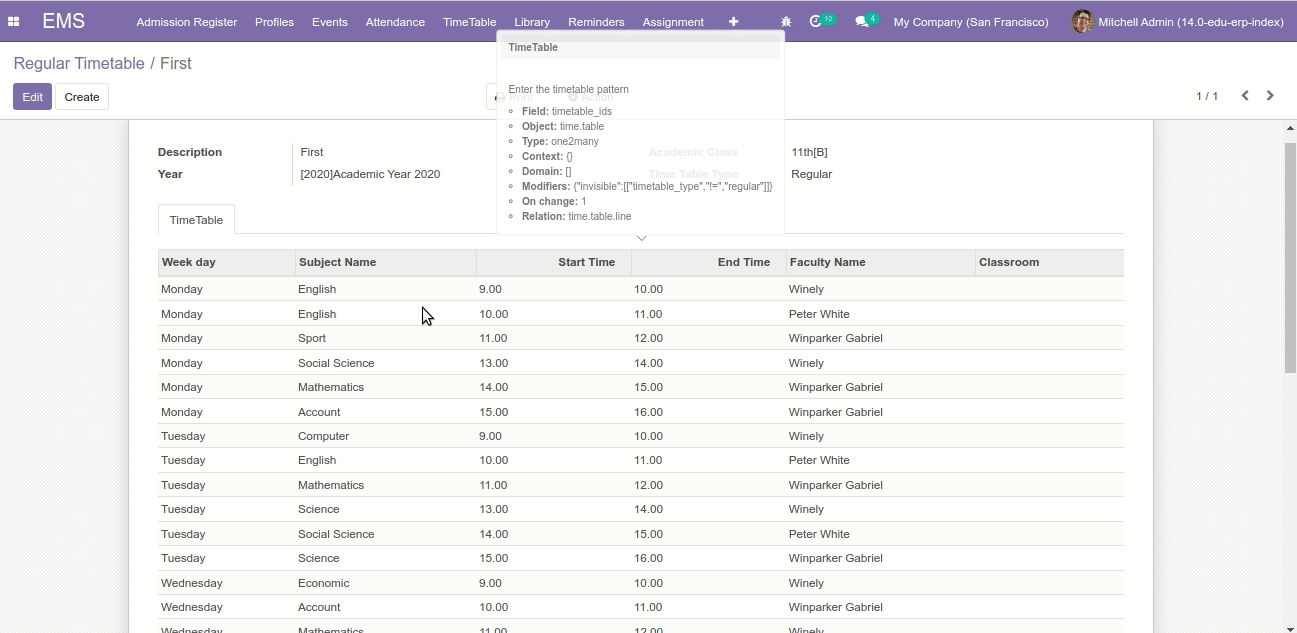 EMS Admission Register Profiles Events Attendance TimeTable Library Reminders Assignment 10 4 My Company (San Francisco) Mitchell Admin (14.0-edu-erp-index)
Regular Timetable / First
Edit Create Print Action 1 / 1
TimeTable
Enter the timetable pattern
Field: timetable_ids
Object: time.table
Type: one2many
Context: {}
Domain: []
Modifiers: {"invisible":[["timetable_type","!=","regular"]]}
On change: 1
Relation: time.table.line
Description First Academic Class 11th[B]
Year [2020]Academic Year 2020 Time Table Type Regular
TimeTable
Week day Subject Name Start Time End Time Faculty Name Classroom
Monday English 9.00 10.00 Winely
Monday English 10.00 11.00 Peter White
Monday Sport 11.00 12.00 Winparker Gabriel
Monday Social Science 13.00 14.00 Winely
Monday Mathematics 14.00 15.00 Winparker Gabriel
Monday Account 15.00 16.00 Winparker Gabriel
Tuesday Computer 9.00 10.00 Winely
Tuesday English 10.00 11.00 Peter White
Tuesday Mathematics 11.00 12.00 Winparker Gabriel
Tuesday Science 13.00 14.00 Winely
Tuesday Social Science 14.00 15.00 Peter White
Tuesday Science 15.00 16.00 Winparker Gabriel
Wednesday Economic 9.00 10.00 Winely
Wednesday Account 10.00 11.00 Winparker Gabriel
Wednesday Mathematics 11.00 12.00 Winely